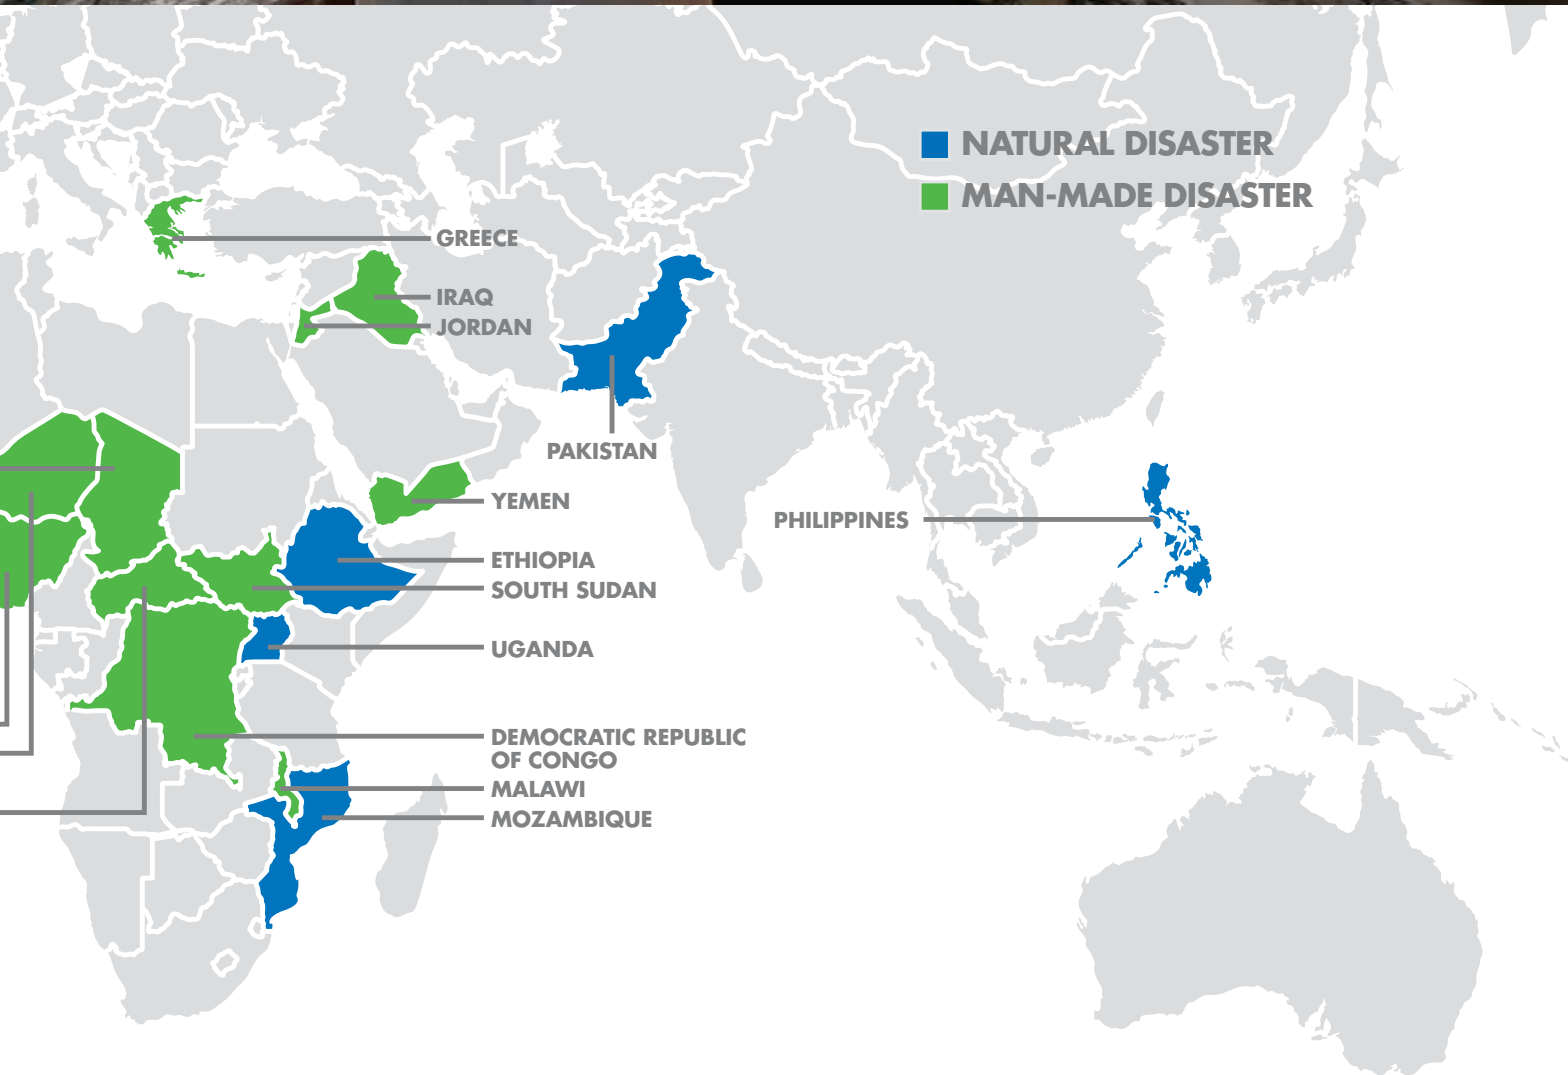 NATURAL DISASTER
MAN-MADE DISASTER
GREECE
IRAQ
JORDAN
PAKISTAN
YEMEN
PHILIPPINES
ETHIOPIA
SOUTH SUDAN
UGANDA
DEMOCRATIC REPUBLIC
OF CONGO
MALAWI
MOZAMBIQUE